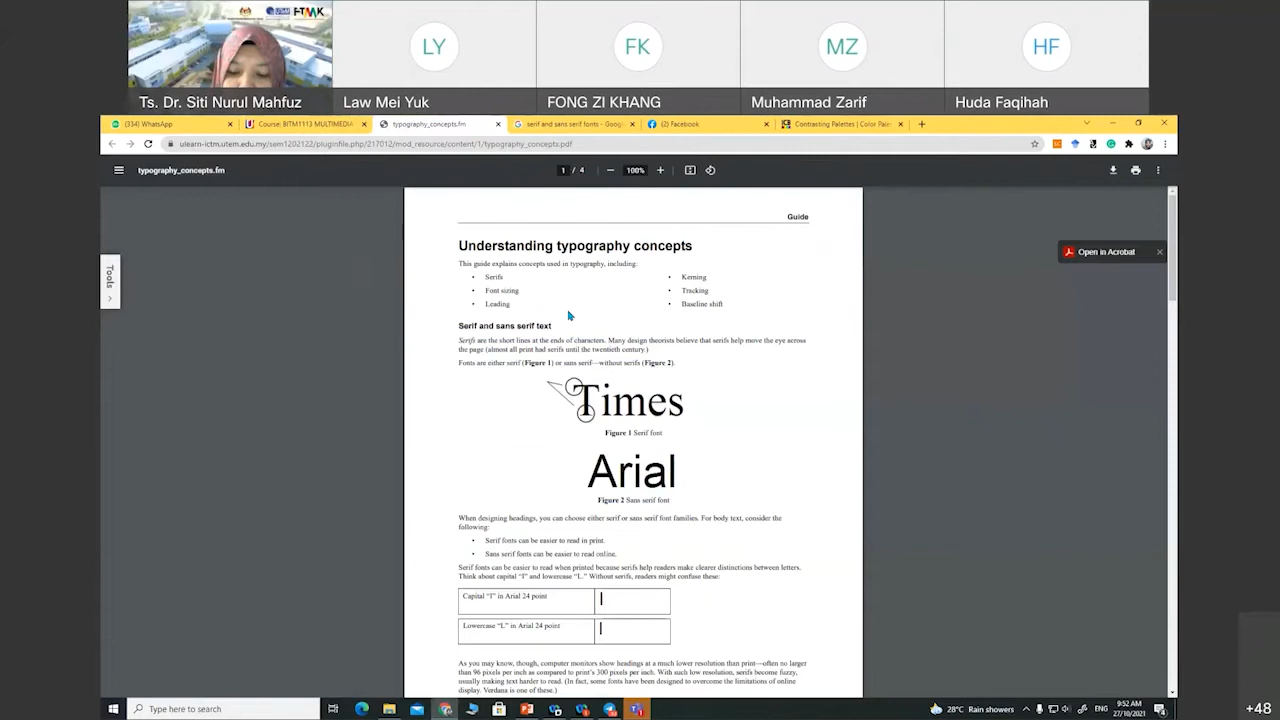 FTMK
LY
FK
MZ
HF
Ts. Dr. Siti Nurul Mahfuz
Law Mei Yuk
FONG ZI KHANG
Muhammad Zarif
Huda Faqihah
(334) WhatsApp
Course: BITM1113 MULTIMEDIA
typography_concepts.fm
serif and sans serif fonts - Googl
(2) Facebook
Contrasting Palettes | Color Palet
ulearn-ictm.utem.edu.my/sem1202122/pluginfile.php/217012/mod_resource/content/1/typography_concepts.pdf
typography_concepts.fm
1 / 4
100%
Tools
Open in Acrobat
Guide
Understanding typography concepts
This guide explains concepts used in typography, including:
• Serifs
• Kerning
• Font sizing
• Tracking
• Leading
• Baseline shift
Serif and sans serif text
Serifs are the short lines at the ends of characters. Many design theorists believe that serifs help move the eye across
the page (almost all print had serifs until the twentieth century.)
Fonts are either serif (Figure 1) or sans serif—without serifs (Figure 2).
Times
Figure 1 Serif font
Arial
Figure 2 Sans serif font
When designing headings, you can choose either serif or sans serif font families. For body text, consider the
following:
• Serif fonts can be easier to read in print.
• Sans serif fonts can be easier to read online.
Serif fonts can be easier to read when printed because serifs help readers make clearer distinctions between letters.
Think about capital “I” and lowercase “L.” Without serifs, readers might confuse these:
Capital “I” in Arial 24 point
I
Lowercase “L” in Arial 24 point
l
As you may know, though, computer monitors show headings at a much lower resolution than print—often no larger
than 96 pixels per inch as compared to print's 300 pixels per inch. With such low resolution, serifs become fuzzy,
usually making text harder to read. (In fact, some fonts have been designed to overcome the limitations of online
display. Verdana is one of these.)
Type here to search
28°C Rain showers
ENG
9:52 AM
27/10/2021
+48